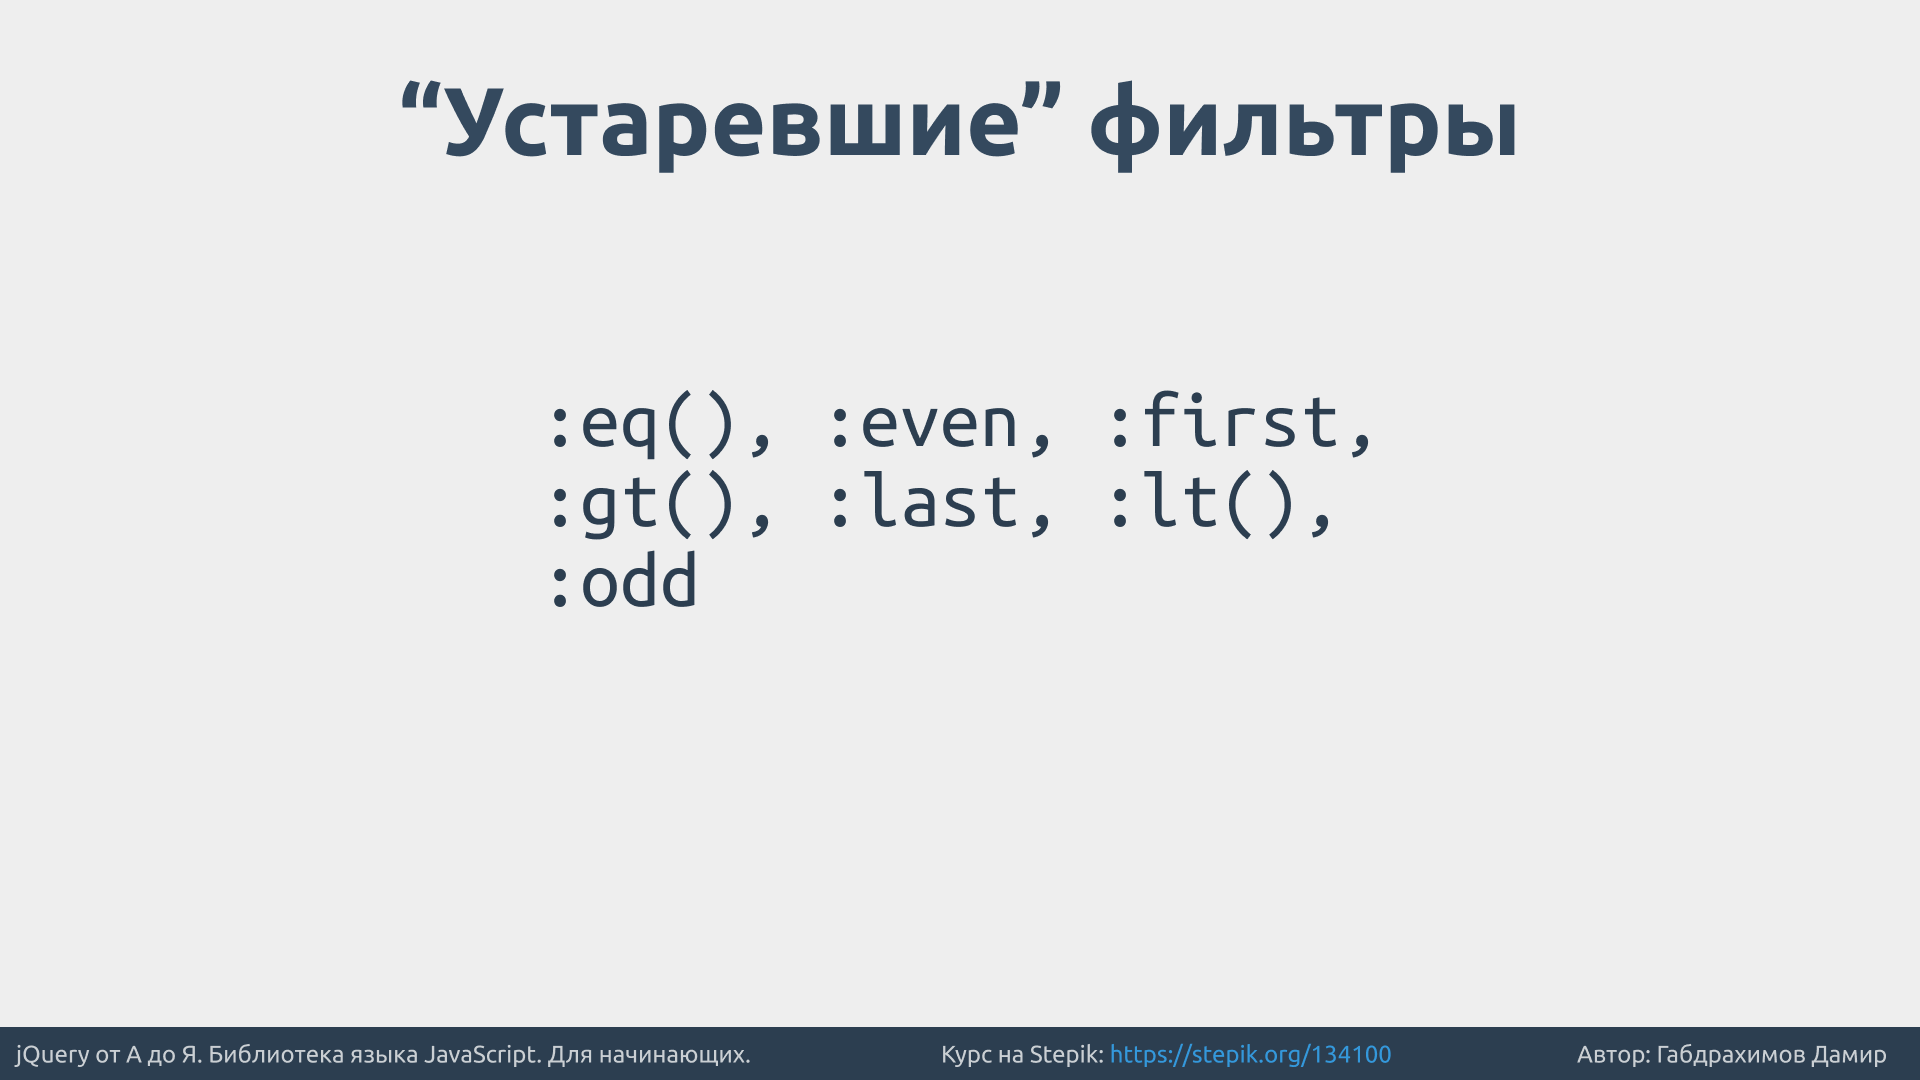 “Устаревшие” фильтры
:eq(), :even, :first,
:gt(), :last, :lt(),
:odd
jQuery от А до Я. Библиотека языка JavaScript. Для начинающих.
Курс на Stepik: https://stepik.org/134100
Автор: Габдрахимов Дамир